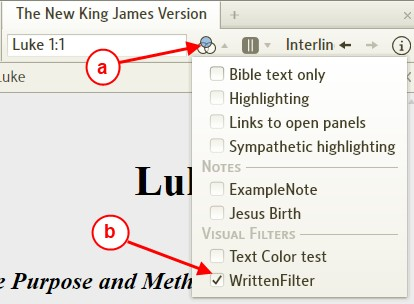 The New King James Version
Luke 1:1
Interlin
a
Luke
Bible text only
Highlighting
Links to open panels
Sympathetic highlighting
NOTES
Luk
ExampleNote
Jesus Birth
b
VISUAL FILTERS
Text Color test
e Purpose and Meth
WrittenFilter